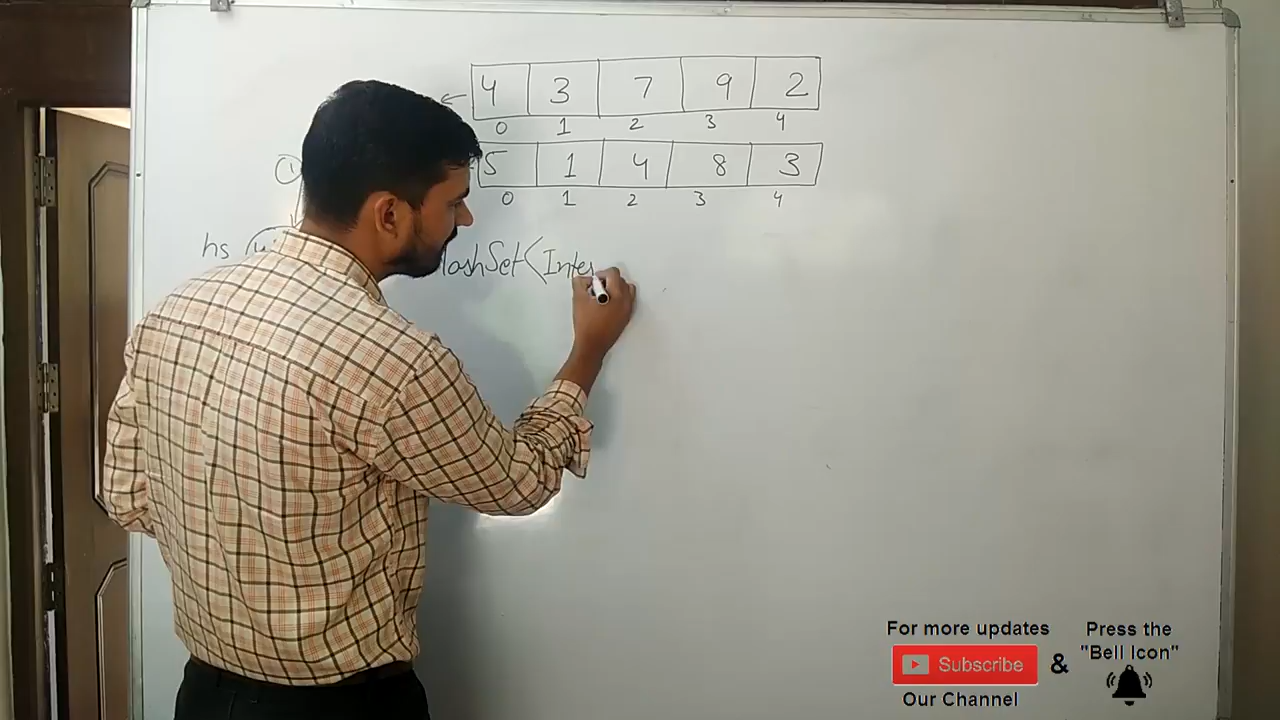 4 3 7 9 2
0 1 2 3 4
5 1 4 8 3
0 1 2 3 4
hs HashSet<Inte
For more updates
Subscribe
Our Channel
&
Press the
"Bell Icon"